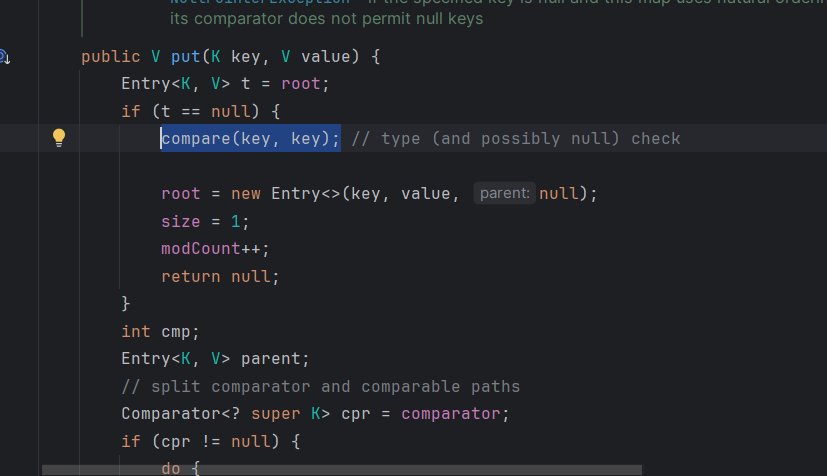 NullPointerException – if the specified key is null and this map uses natural orderin
its comparator does not permit null keys
public V put(K key, V value) {
Entry<K, V> t = root;
if (t == null) {
compare(key, key); // type (and possibly null) check
root = new Entry<>(key, value, parent: null);
size = 1;
modCount++;
return null;
}
int cmp;
Entry<K, V> parent;
// split comparator and comparable paths
Comparator<? super K> cpr = comparator;
if (cpr != null) {
do {